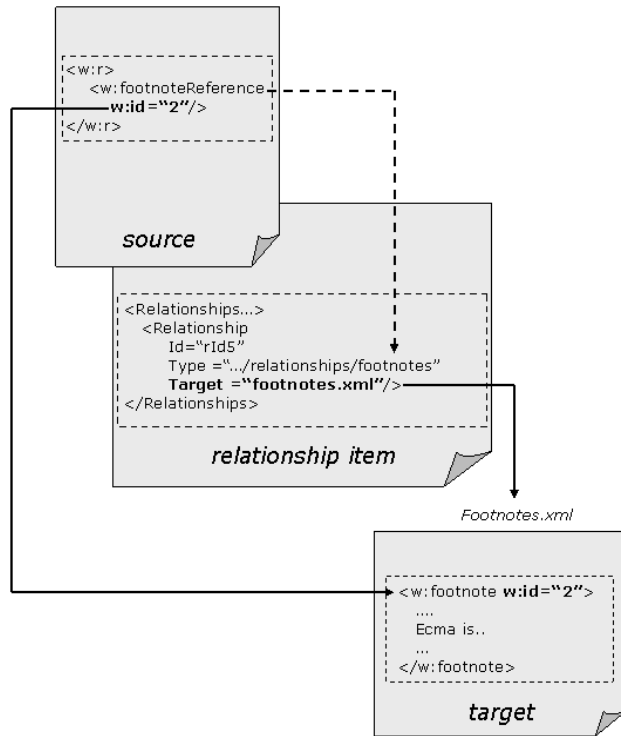 <w:r>
<w:footnoteReference
w:id="2"/>
</w:r>
source
<Relationships...>
<Relationship
Id="rId5"
Type =".../relationships/footnotes"
Target ="footnotes.xml"/>
</Relationships>
relationship item
Footnotes.xml
<w:footnote w:id="2">
....
Ecma is..
...
</w:footnote>
target